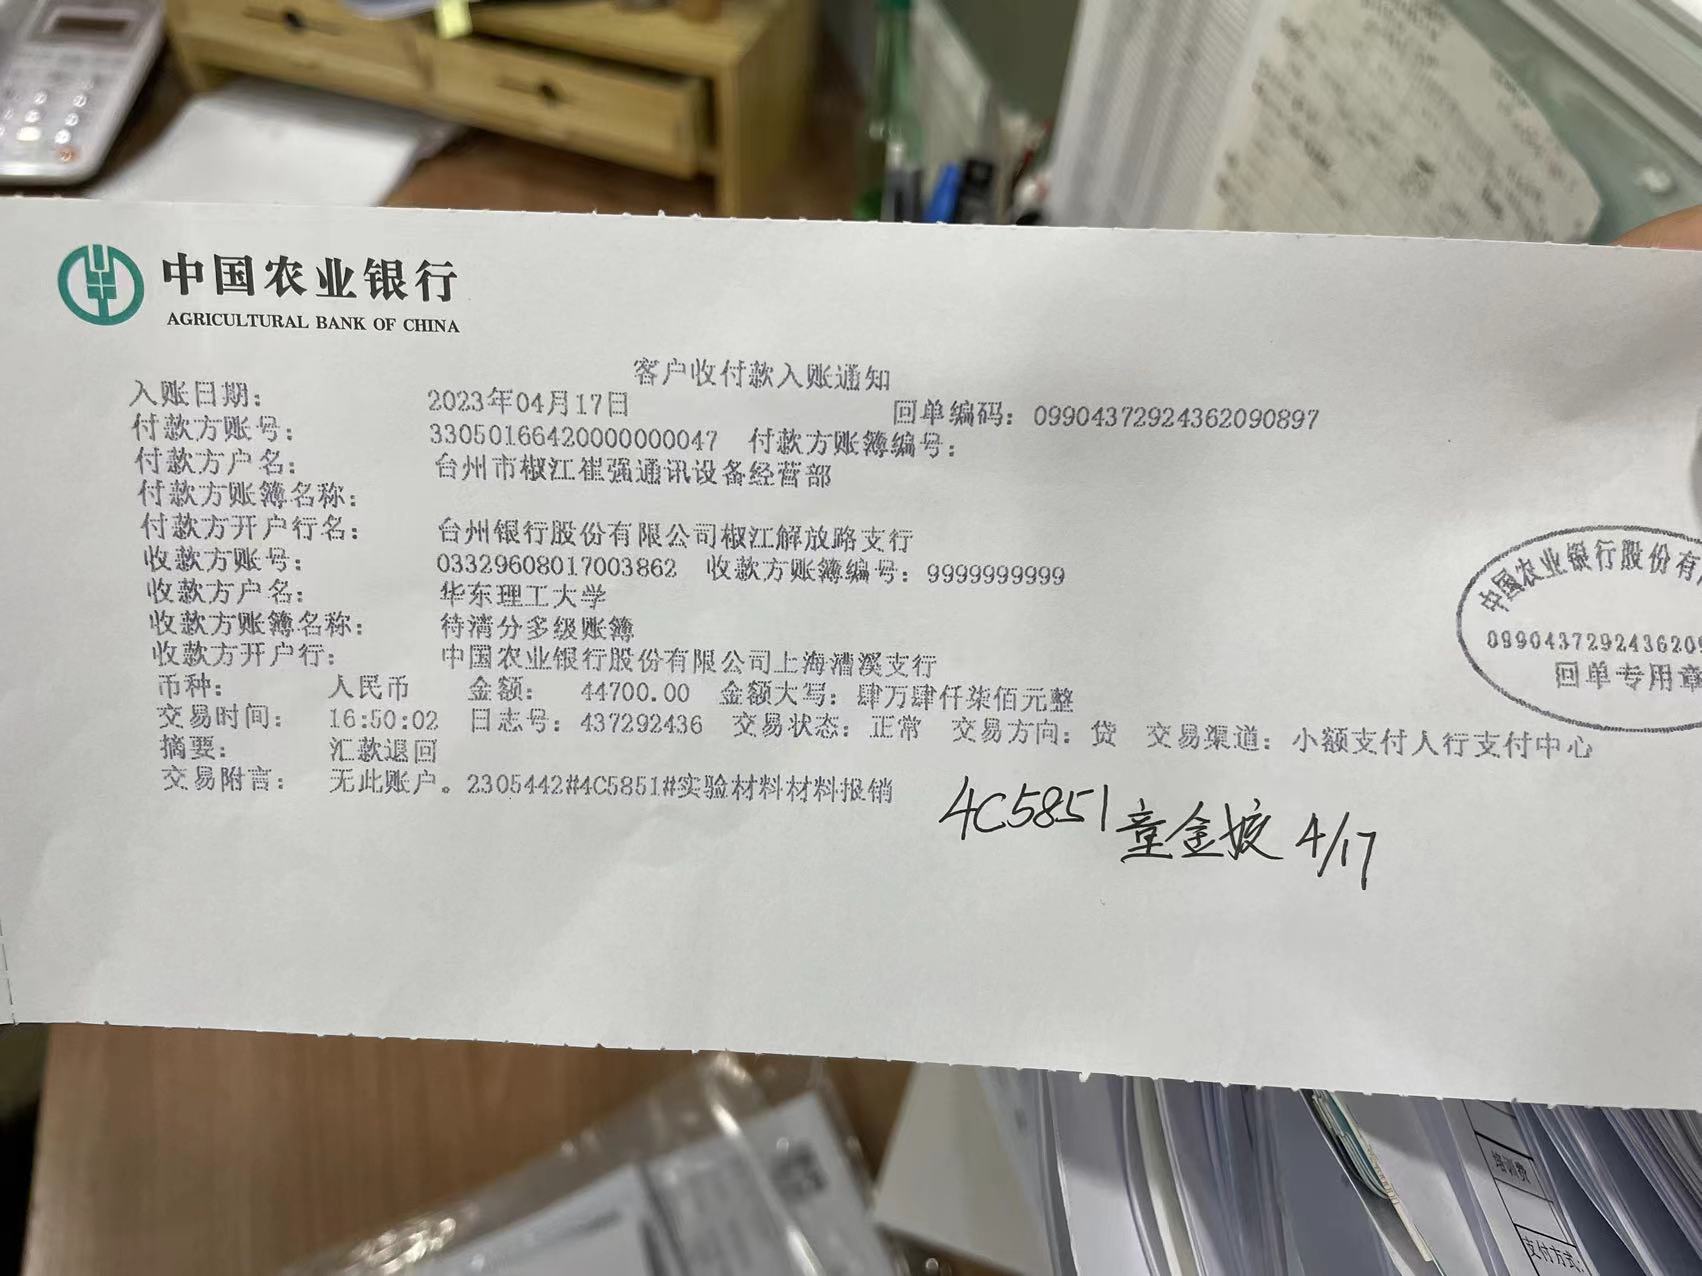 中国农业银行
AGRICULTURAL BANK OF CHINA
客户收付款入账通知
入账日期： 2023年04月17日 回单编码：09904372924362090897
付款方账号： 33050166420000000047 付款方账簿编号：
付款方户名： 台州市椒江崔强通讯设备经营部
付款方账簿名称：
付款方开户行名： 台州银行股份有限公司椒江解放路支行
收款方账号： 03329608017003862 收款方账簿编号：9999999999
收款方户名： 华东理工大学
收款方账簿名称： 待清分多级账簿
收款方开户行： 中国农业银行股份有限公司上海漕溪支行
币种： 人民币 金额： 44700.00 金额大写：肆万肆仟柒佰元整
交易时间： 16:50:02 日志号：437292436 交易状态：正常 交易方向：贷 交易渠道：小额支付人行支付中心
摘要： 汇款退回
交易附言： 无此账户。2305442#4C5851#实验材料材料报销
4C5851 童金姣 4/17
中国农业银行股份有
0990437292436209
回单专用章
培训费
支付方式：